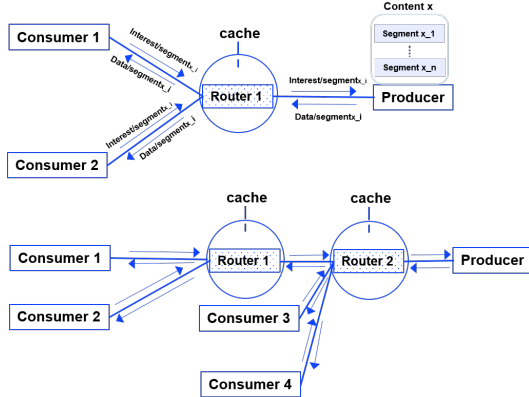 Content x
Consumer 1
cache
Segment x_1
Interest/segmentx_i
Data/segmentx_i
Segment x_n
Interest/segmentx_i
Router 1
Producer
Data/segmentx_i
Interest/segmentx_i
Data/segmentx_i
Consumer 2
cache
cache
Consumer 1
Router 1
Router 2
Producer
Consumer 2
Consumer 3
Consumer 4